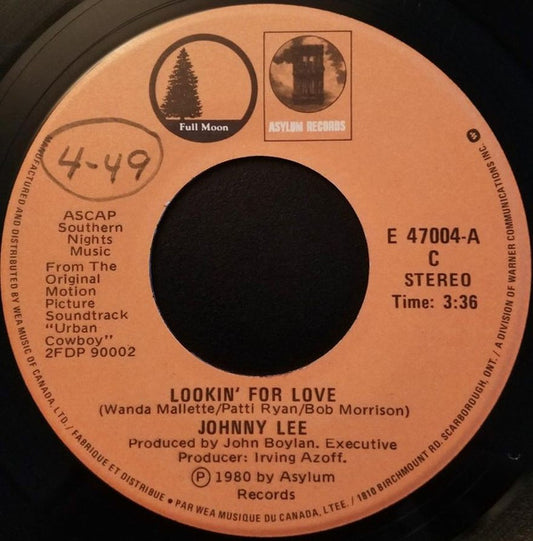 Full Moon
ASYLUM RECORDS
4-49
ASCAP
Southern
Nights
Music
From The
Original
Motion
Picture
Soundtrack
"Urban
Cowboy"
2FDP 90002
E 47004-A
C
STEREO
Time: 3:36
LOOKIN' FOR LOVE
(Wanda Mallette/Patti Ryan/Bob Morrison)
JOHNNY LEE
Produced by John Boylan. Executive
Producer: Irving Azoff.
Ⓟ 1980 by Asylum
Records
MANUFACTURED AND DISTRIBUTED BY WEA MUSIC OF CANADA, LTD./FABRIQUE ET DISTRIBUE • PAR WEA MUSIQUE DU CANADA, LTEE./1810 BIRCHMOUNT RD. SCARBOROUGH, ONT./A DIVISION OF WARNER COMMUNICATIONS INC.